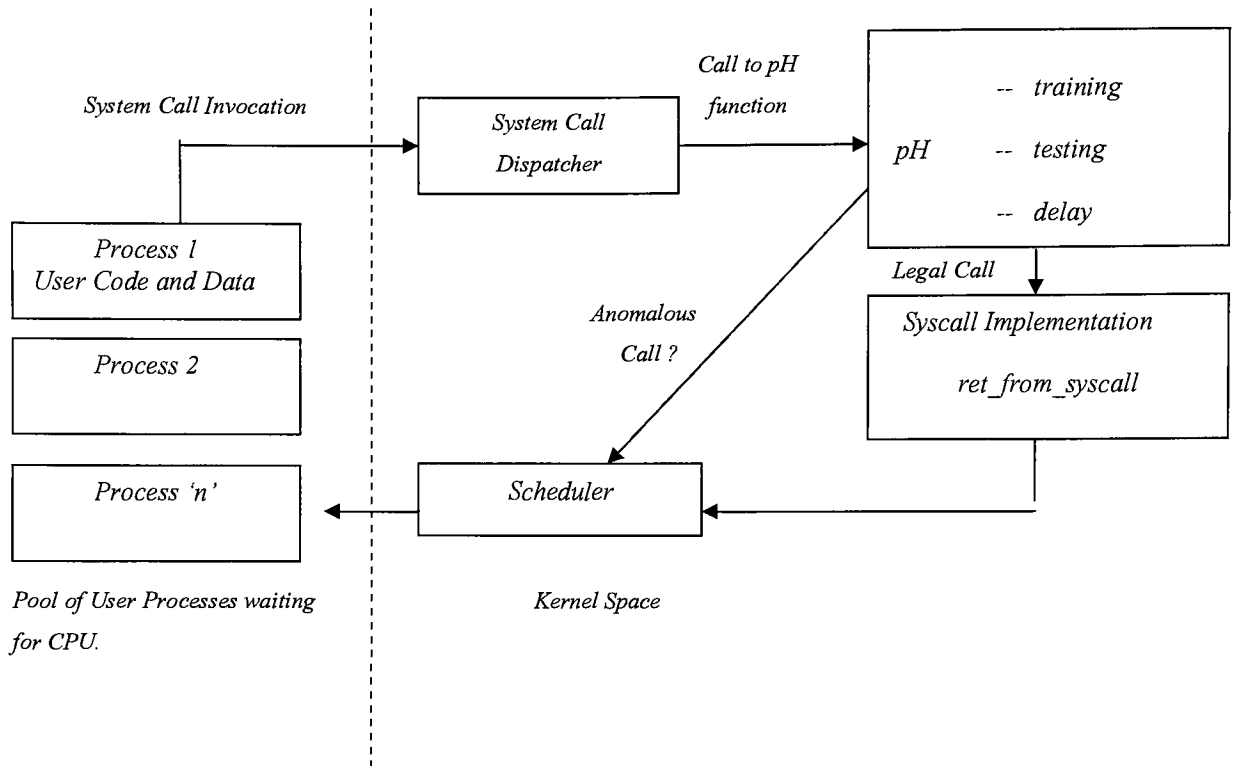 System Call Invocation
System Call
Dispatcher
Call to pH
function
-- training
pH -- testing
-- delay
Process 1
User Code and Data
Process 2
Process 'n'
Pool of User Processes waiting
for CPU.
Anomalous
Call ?
Legal Call
Syscall Implementation
ret_from_syscall
Scheduler
Kernel Space